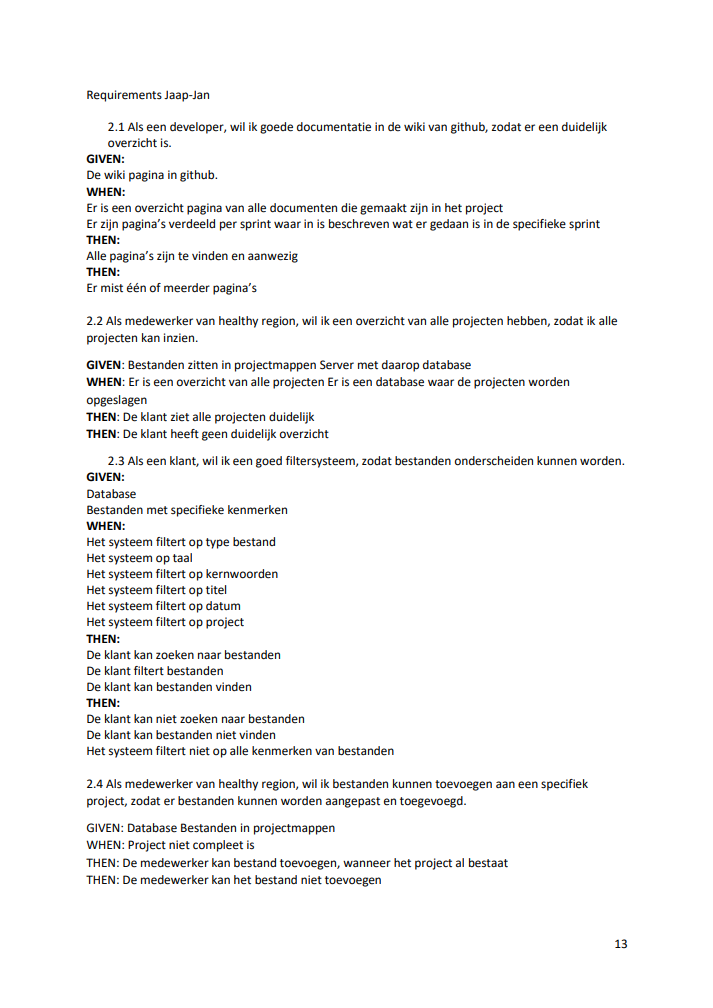 Requirements Jaap-Jan
2.1 Als een developer, wil ik goede documentatie in de wiki van github, zodat er een duidelijk
overzicht is.
GIVEN:
De wiki pagina in github.
WHEN:
Er is een overzicht pagina van alle documenten die gemaakt zijn in het project
Er zijn pagina’s verdeeld per sprint waar in is beschreven wat er gedaan is in de specifieke sprint
THEN:
Alle pagina’s zijn te vinden en aanwezig
THEN:
Er mist één of meerder pagina’s
2.2 Als medewerker van healthy region, wil ik een overzicht van alle projecten hebben, zodat ik alle
projecten kan inzien.
GIVEN: Bestanden zitten in projectmappen Server met daarop database
WHEN: Er is een overzicht van alle projecten Er is een database waar de projecten worden
opgeslagen
THEN: De klant ziet alle projecten duidelijk
THEN: De klant heeft geen duidelijk overzicht
2.3 Als een klant, wil ik een goed filtersysteem, zodat bestanden onderscheiden kunnen worden.
GIVEN:
Database
Bestanden met specifieke kenmerken
WHEN:
Het systeem filtert op type bestand
Het systeem op taal
Het systeem filtert op kernwoorden
Het systeem filtert op titel
Het systeem filtert op datum
Het systeem filtert op project
THEN:
De klant kan zoeken naar bestanden
De klant filtert bestanden
De klant kan bestanden vinden
THEN:
De klant kan niet zoeken naar bestanden
De klant kan bestanden niet vinden
Het systeem filtert niet op alle kenmerken van bestanden
2.4 Als medewerker van healthy region, wil ik bestanden kunnen toevoegen aan een specifiek
project, zodat er bestanden kunnen worden aangepast en toegevoegd.
GIVEN: Database Bestanden in projectmappen
WHEN: Project niet compleet is
THEN: De medewerker kan bestand toevoegen, wanneer het project al bestaat
THEN: De medewerker kan het bestand niet toevoegen
13